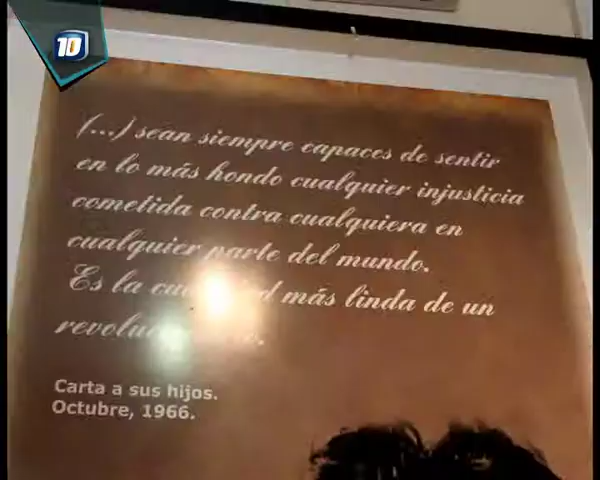 10
(...) sean siempre capaces de sentir
en lo más hondo cualquier injusticia
cometida contra cualquiera en
cualquier parte del mundo.
Es la más linda de un
Carta a sus hijos.
Octubre, 1966.